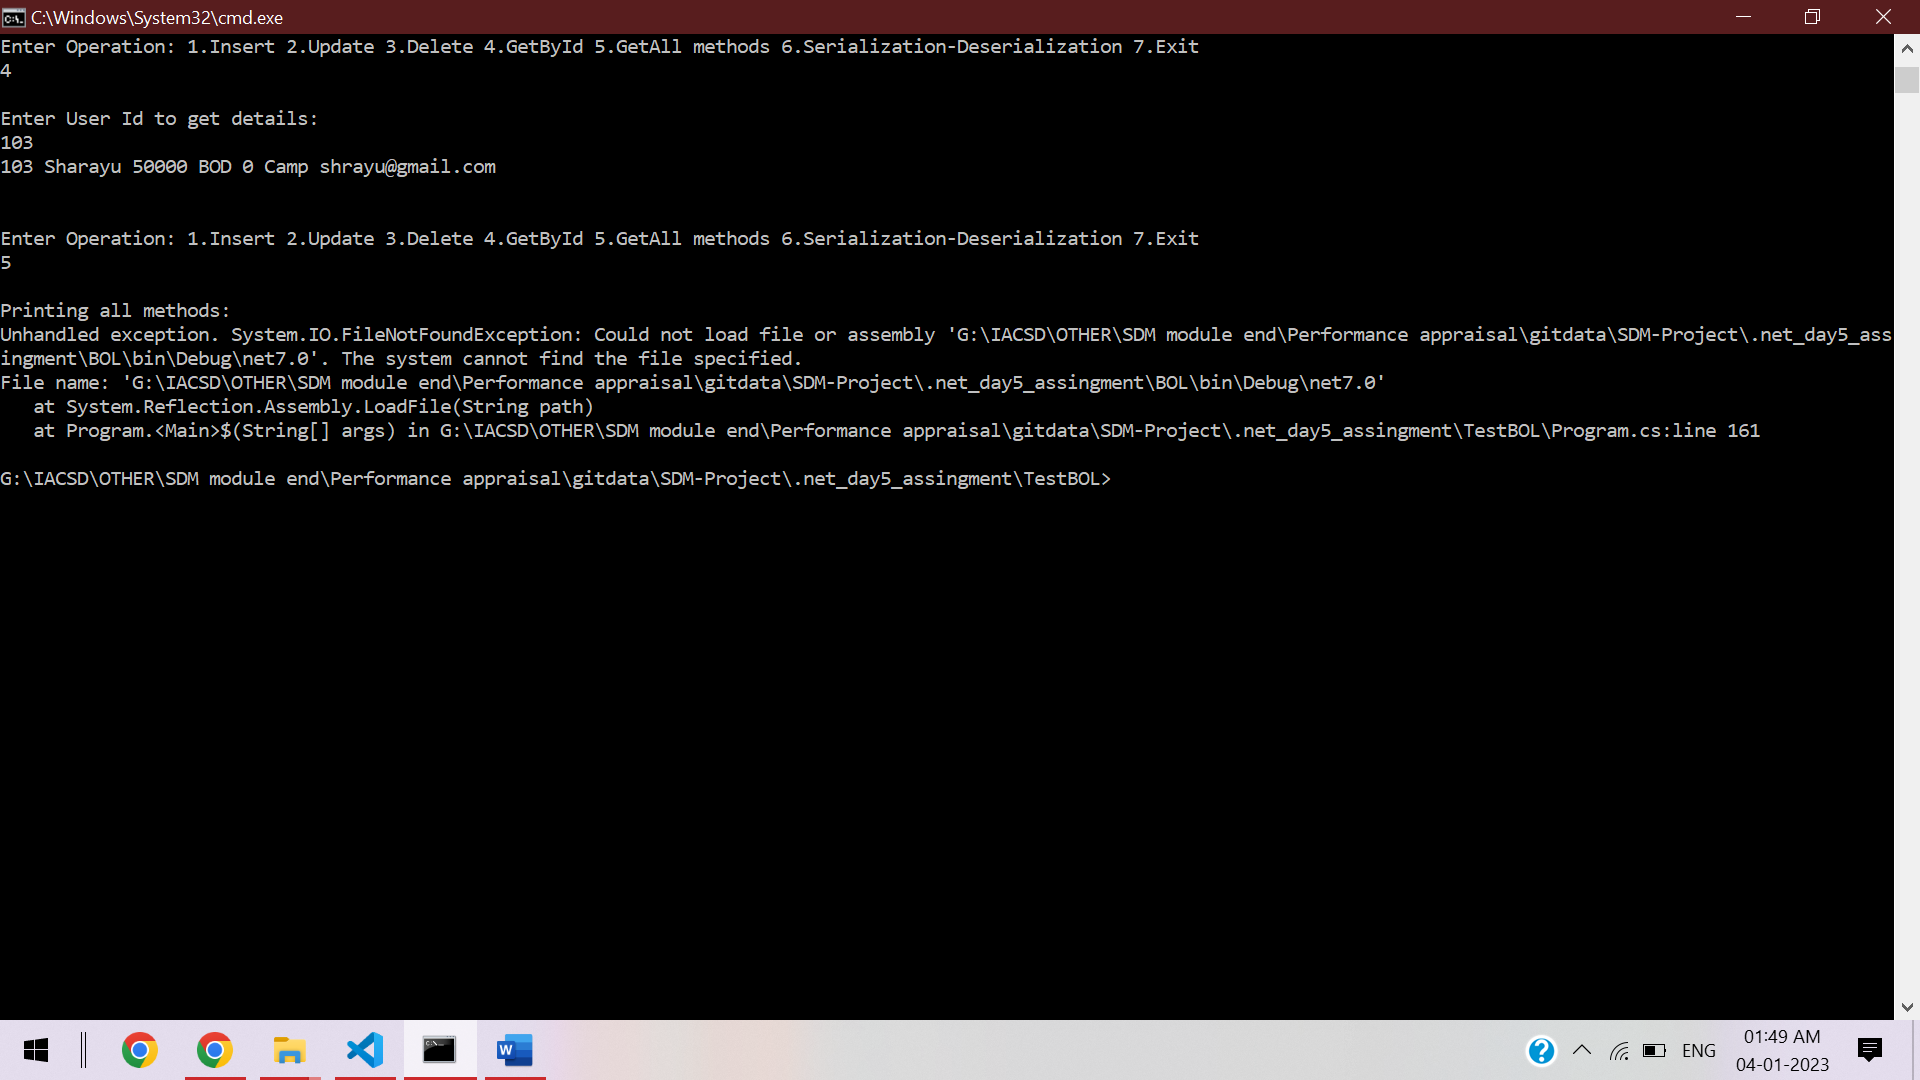 C:\Windows\System32\cmd.exe
Enter Operation: 1.Insert 2.Update 3.Delete 4.GetById 5.GetAll methods 6.Serialization-Deserialization 7.Exit
4
Enter User Id to get details:
103
103 Sharayu 50000 BOD 0 Camp shrayu@gmail.com
Enter Operation: 1.Insert 2.Update 3.Delete 4.GetById 5.GetAll methods 6.Serialization-Deserialization 7.Exit
5
Printing all methods:
Unhandled exception. System.IO.FileNotFoundException: Could not load file or assembly 'G:\IACSD\OTHER\SDM module end\Performance appraisal\gitdata\SDM-Project\.net_day5_ass
ingment\BOL\bin\Debug\net7.0'. The system cannot find the file specified.
File name: 'G:\IACSD\OTHER\SDM module end\Performance appraisal\gitdata\SDM-Project\.net_day5_assingment\BOL\bin\Debug\net7.0'
   at System.Reflection.Assembly.LoadFile(String path)
   at Program.<Main>$(String[] args) in G:\IACSD\OTHER\SDM module end\Performance appraisal\gitdata\SDM-Project\.net_day5_assingment\TestBOL\Program.cs:line 161
G:\IACSD\OTHER\SDM module end\Performance appraisal\gitdata\SDM-Project\.net_day5_assingment\TestBOL>
ENG
01:49 AM
04-01-2023